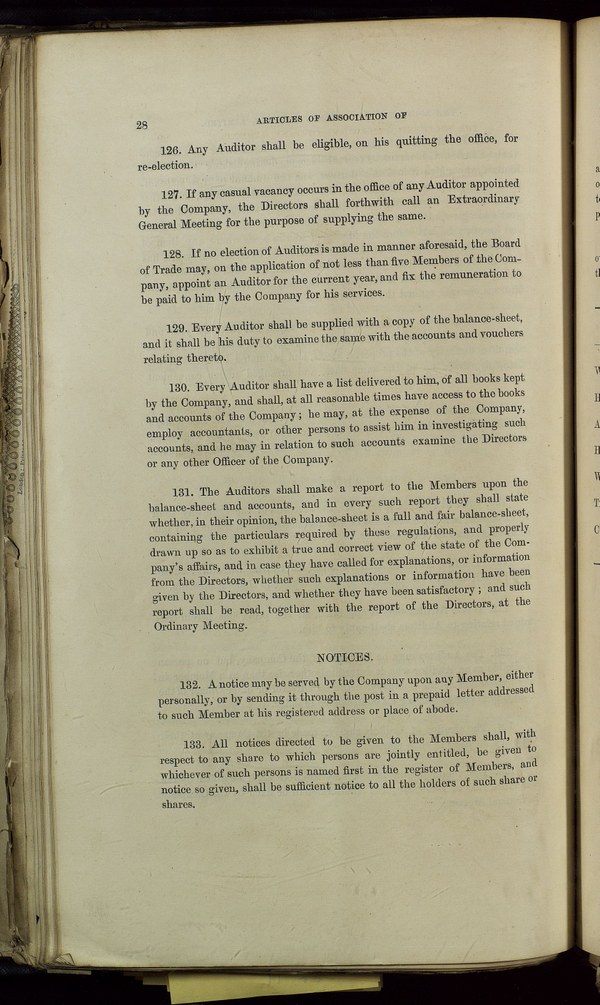 28
ARTICLES OF ASSOCIATION OF
126. Any Auditor shall be eligible, on his quitting the office, for
re-election.
127. If any casual vacancy occurs in the office of any Auditor appointed
by the Company, the Directors shall forthwith call an Extraordinary
General Meeting for the purpose of supplying the same.
128. If no election of Auditors is made in manner aforesaid, the Board
of Trade may, on the application of not less than five Members of the Com-
pany, appoint an Auditor for the current year, and fix the remuneration to
be paid to him by the Company for his services.
129. Every Auditor shall be supplied with a copy of the balance-sheet,
and it shall be his duty to examine the same with the accounts and vouchers
relating thereto.
130. Every Auditor shall have a list delivered to him, of all books kept
by the Company, and shall, at all reasonable times have access to the books
and accounts of the Company; he may, at the expense of the Company,
employ accountants, or other persons to assist him in investigating such
accounts, and he may in relation to such accounts examine the Directors
or any other Officer of the Company.
131. The Auditors shall make a report to the Members upon the
balance-sheet and accounts, and in every such report they shall state
whether, in their opinion, the balance-sheet is a full and fair balance-sheet,
containing the particulars required by these regulations, and properly
drawn up so as to exhibit a true and correct view of the state of the Com-
pany's affairs, and in case they have called for explanations, or information
from the Directors, whether such explanations or information have been
given by the Directors, and whether they have been satisfactory; and such
report shall be read, together with the report of the Directors, at the
Ordinary Meeting.
NOTICES.
132. A notice may be served by the Company upon any Member, either
personally, or by sending it through the post in a prepaid letter addressed
to such Member at his registered address or place of abode.
133. All notices directed to be given to the Members shall, with
respect to any share to which persons are jointly entitled, be given to
whichever of such persons is named first in the register of Members, and
notice so given, shall be sufficient notice to all the holders of such share or
shares.